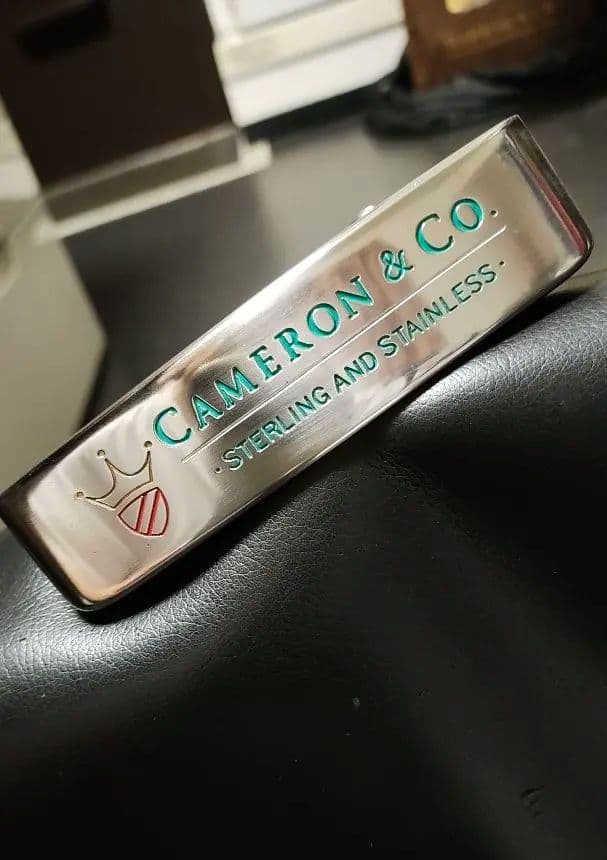 CAMERON & CO.
· STERLING AND STAINLESS ·